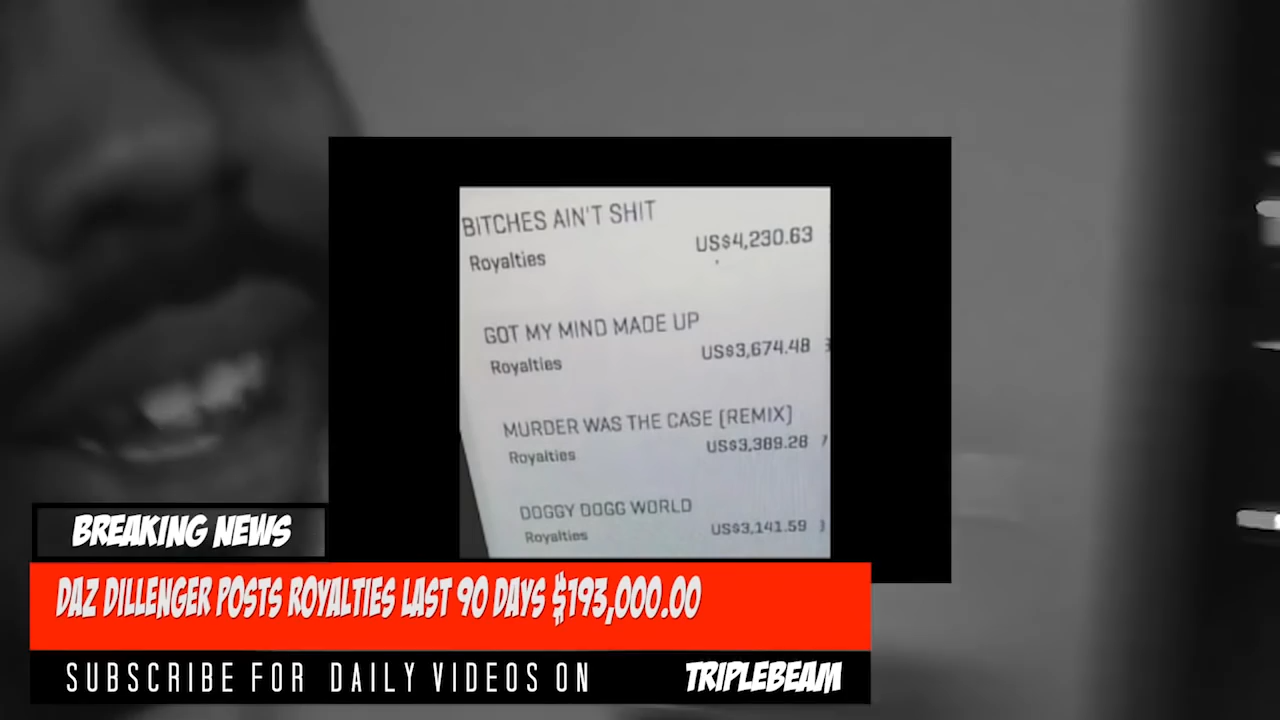 BITCHES AIN'T SHIT
Royalties US$4,230.63
GOT MY MIND MADE UP
Royalties US$3,674.48
MURDER WAS THE CASE (REMIX)
Royalties US$3,389.28
DOGGY DOGG WORLD
Royalties US$3,141.59
BREAKING NEWS
DAZ DILLENGER POSTS ROYALTIES LAST 90 DAYS $193,000.00
SUBSCRIBE FOR DAILY VIDEOS ON TRIPLEBEAM